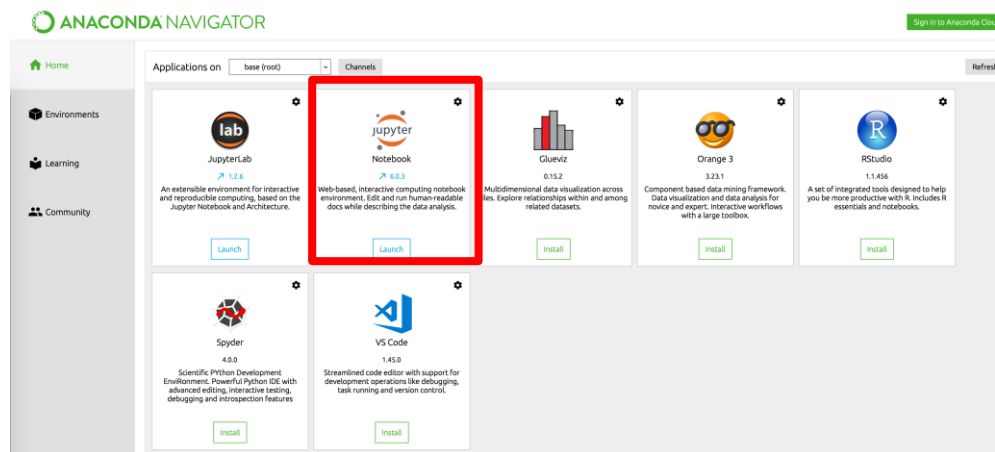 ANACONDA NAVIGATOR
Sign in to Anaconda Clou
Home
Environments
Learning
Community
Applications on
base (root)
Channels
Refresh
lab
JupyterLab
1.2.6
An extensible environment for interactive
and reproducible computing, based on the
Jupyter Notebook and Architecture.
Launch
jupyter
Notebook
6.0.3
Web-based, interactive computing notebook
environment. Edit and run human-readable
docs while describing the data analysis.
Launch
Glueviz
0.15.2
Multidimensional data visualization across
les. Explore relationships within and among
related datasets.
Install
Orange 3
3.23.1
Component based data mining framework.
Data visualization and data analysis for
novice and expert. Interactive workflows
with a large toolbox.
Install
R
RStudio
1.1.456
A set of integrated tools designed to help
you be more productive with R. Includes R
essentials and notebooks.
Install
Spyder
4.0.0
Scientific PYthon Development
EnviRonment. Powerful Python IDE with
advanced editing, interactive testing,
debugging and introspection features
Install
VS Code
1.45.0
Streamlined code editor with support for
development operations like debugging,
task running and version control.
Install